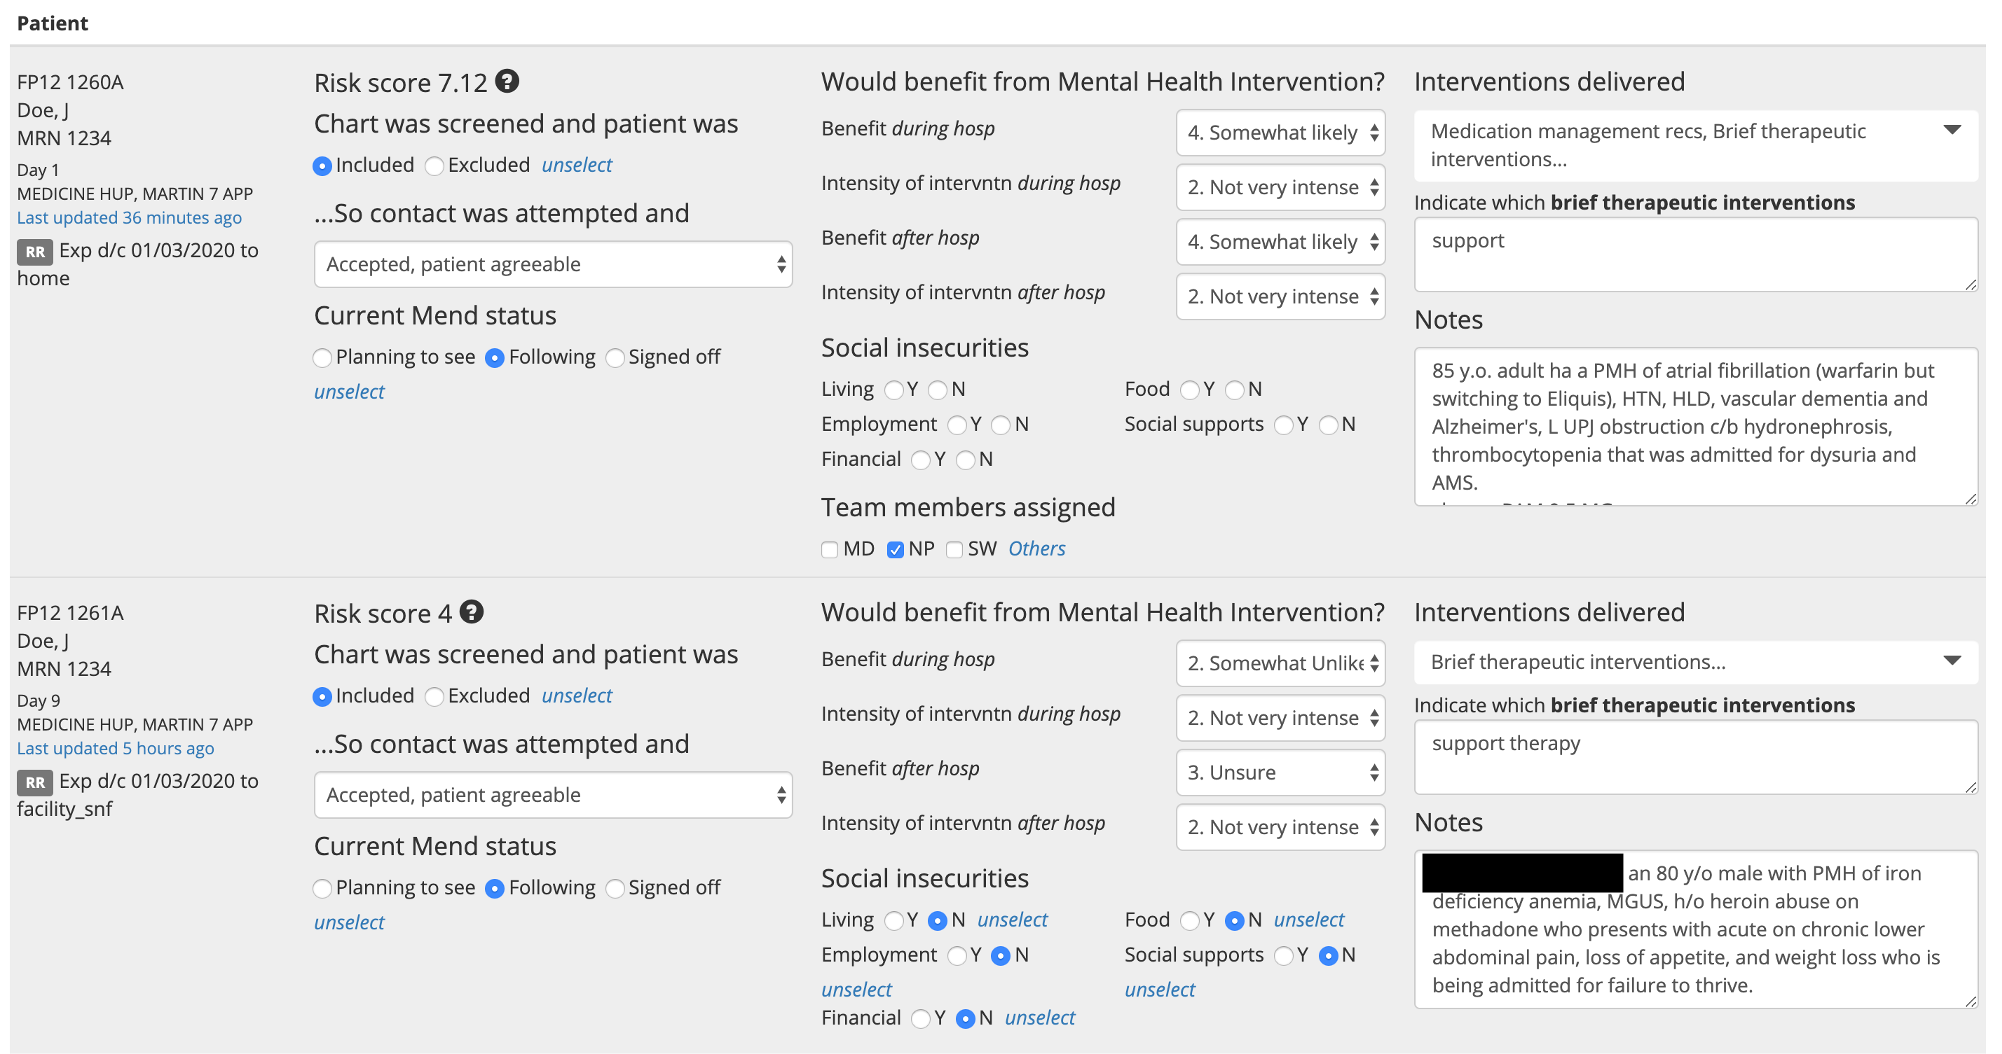 Patient
FP12 1260A
Doe, J
MRN 1234
Day 1
MEDICINE HUP, MARTIN 7 APP
Last updated 36 minutes ago
RR Exp d/c 01/03/2020 to
home
Risk score 7.12 ?
Chart was screened and patient was
Included Excluded unselect
...So contact was attempted and
Accepted, patient agreeable
Current Mend status
Planning to see Following Signed off
unselect
Would benefit from Mental Health Intervention?
Benefit during hosp 4. Somewhat likely
Intensity of intervntn during hosp 2. Not very intense
Benefit after hosp 4. Somewhat likely
Intensity of intervntn after hosp 2. Not very intense
Social insecurities
Living Y N Food Y N
Employment Y N Social supports Y N
Financial Y N
Team members assigned
MD NP SW Others
Interventions delivered
Medication management recs, Brief therapeutic
interventions...
Indicate which brief therapeutic interventions
support
Notes
85 y.o. adult ha a PMH of atrial fibrillation (warfarin but
switching to Eliquis), HTN, HLD, vascular dementia and
Alzheimer's, L UPJ obstruction c/b hydronephrosis,
thrombocytopenia that was admitted for dysuria and
AMS.
FP12 1261A
Doe, J
MRN 1234
Day 9
MEDICINE HUP, MARTIN 7 APP
Last updated 5 hours ago
RR Exp d/c 01/03/2020 to
facility_snf
Risk score 4 ?
Chart was screened and patient was
Included Excluded unselect
...So contact was attempted and
Accepted, patient agreeable
Current Mend status
Planning to see Following Signed off
unselect
Would benefit from Mental Health Intervention?
Benefit during hosp 2. Somewhat Unlike
Intensity of intervntn during hosp 2. Not very intense
Benefit after hosp 3. Unsure
Intensity of intervntn after hosp 2. Not very intense
Social insecurities
Living Y N unselect Food Y N unselect
Employment Y N Social supports Y N
unselect unselect
Financial Y N unselect
Interventions delivered
Brief therapeutic interventions...
Indicate which brief therapeutic interventions
support therapy
Notes
an 80 y/o male with PMH of iron
deficiency anemia, MGUS, h/o heroin abuse on
methadone who presents with acute on chronic lower
abdominal pain, loss of appetite, and weight loss who is
being admitted for failure to thrive.